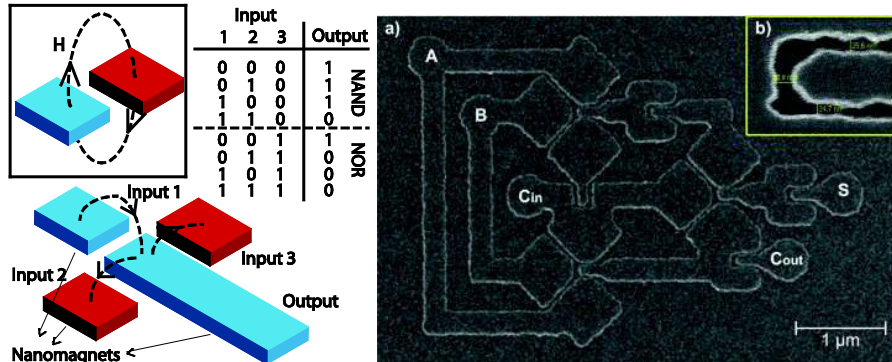 H
Input
1 2 3 Output
0 0 0 1
0 1 0 1
1 0 0 1
1 1 0 0
NAND
0 0 1 1
0 1 1 0
1 0 1 0
1 1 1 0
NOR
Input 1
Input 2
Input 3
Output
Nanomagnets
a)
A
B
Cin
S
Cout
1 µm
b)